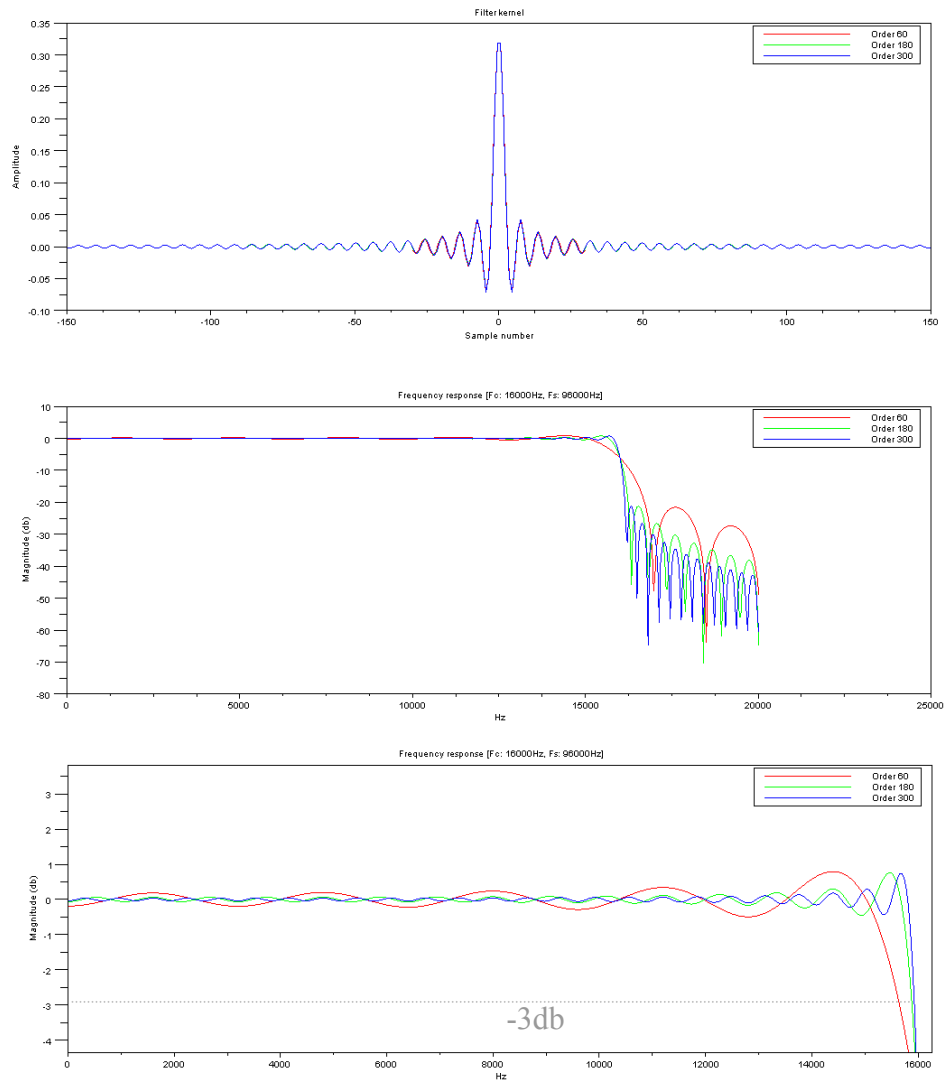 Filter kernel
0.35
0.30
0.25
0.20
0.15
0.10
0.05
0.00
-0.05
-0.10
Amplitude
-150
-100
-50
0
50
100
150
Sample number
Order 60
Order 180
Order 300
Frequency response [Fc: 16000Hz, Fs: 96000Hz]
10
0
-10
-20
-30
-40
-50
-60
-70
-80
Magnitude (db)
0
5000
10000
15000
20000
25000
Hz
Order 60
Order 180
Order 300
Frequency response [Fc: 16000Hz, Fs: 96000Hz]
3
2
1
0
-1
-2
-3
-4
Magnitude (db)
-3db
0
2000
4000
6000
8000
10000
12000
14000
16000
Hz
Order 60
Order 180
Order 300